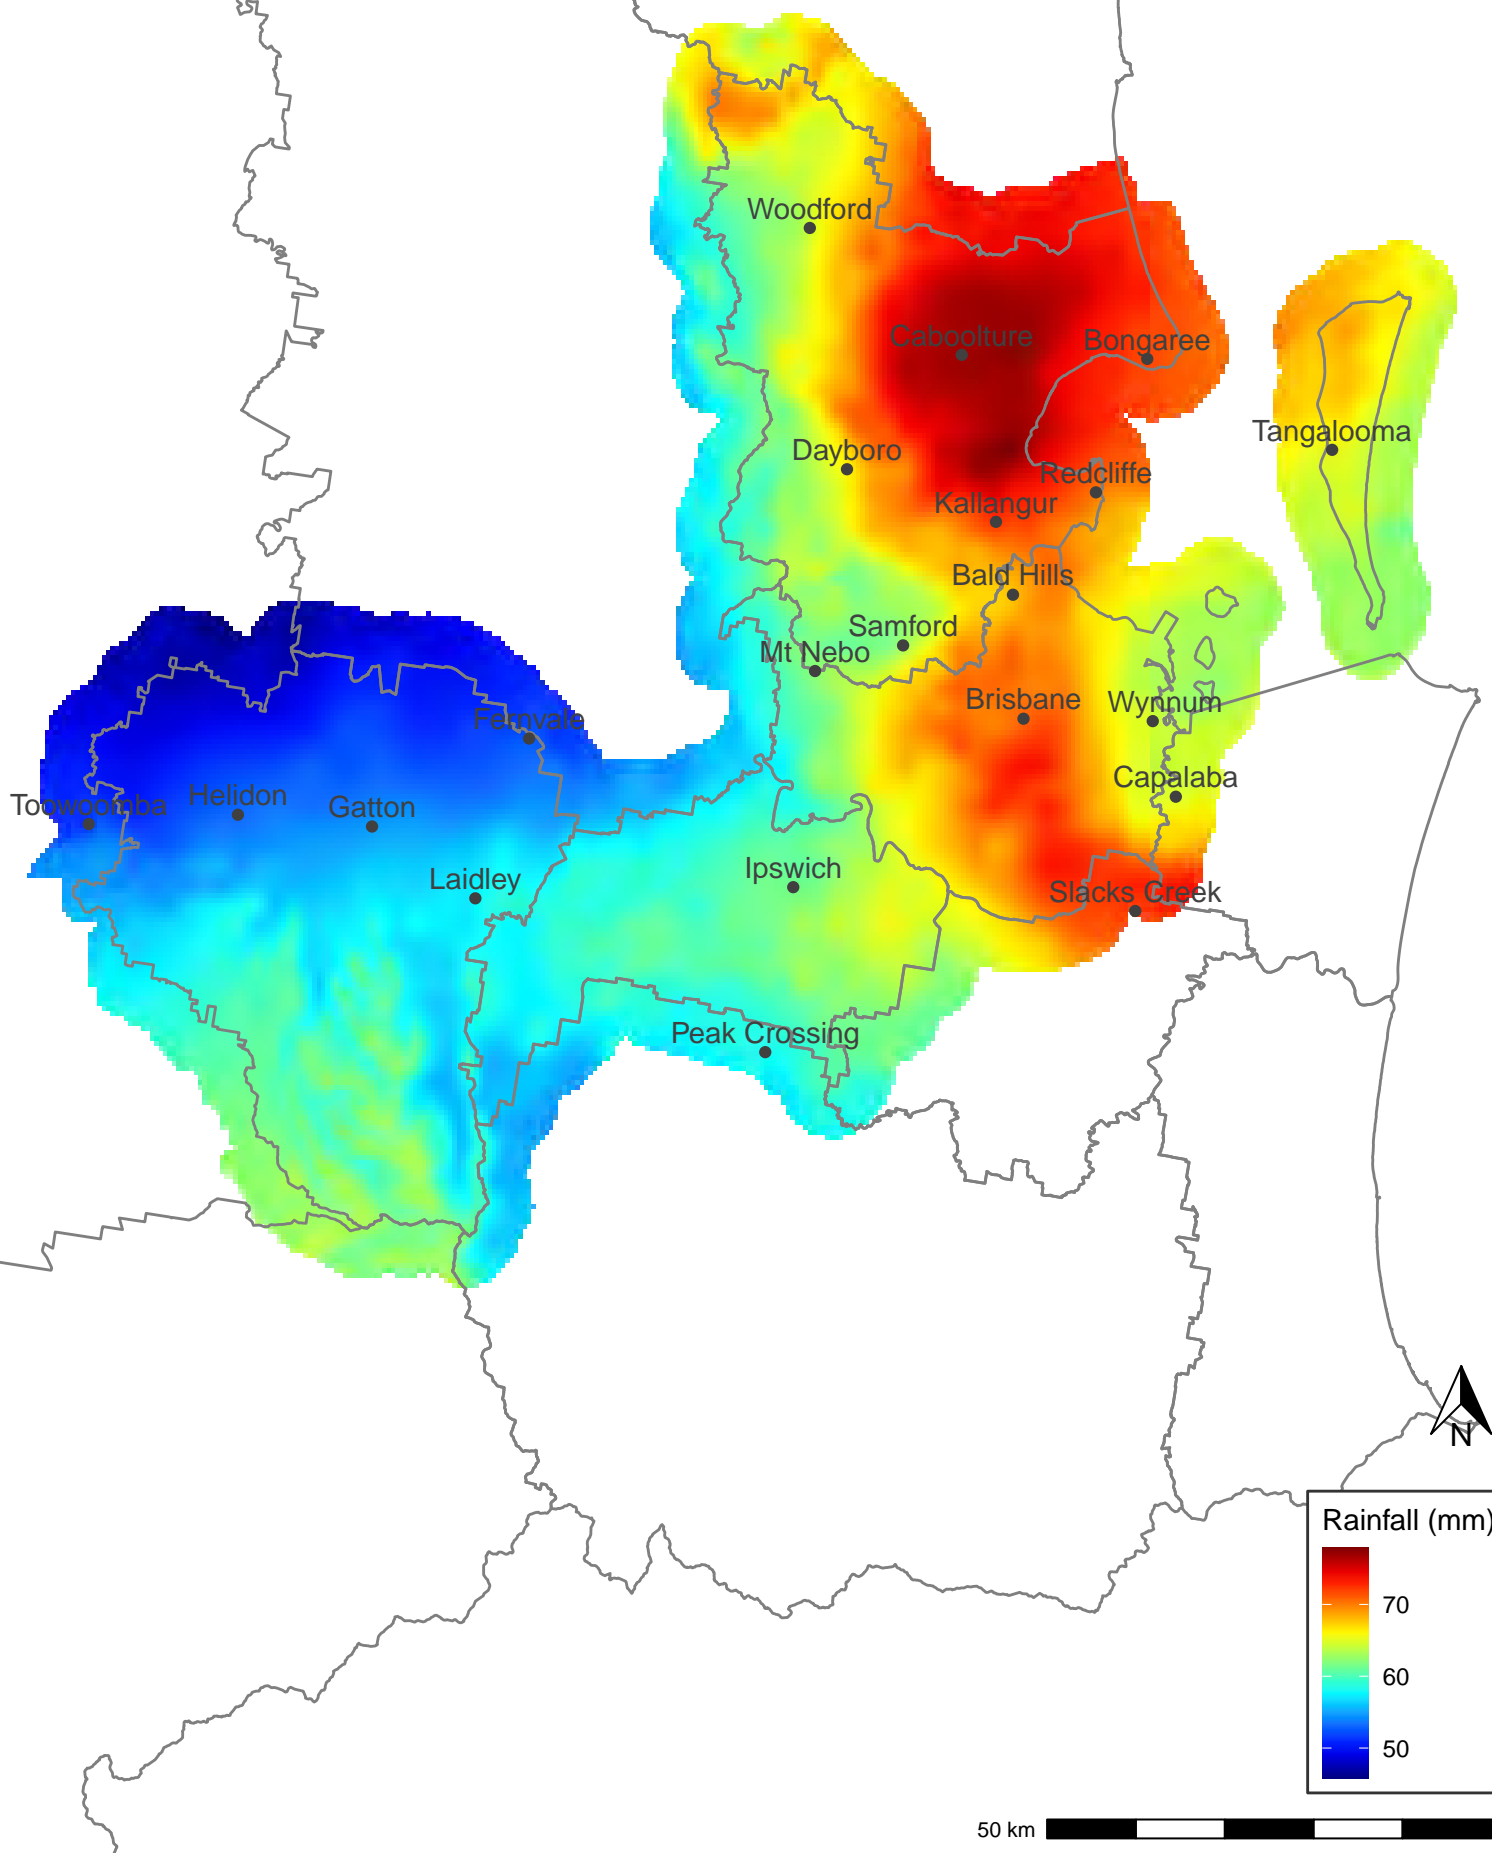 Woodford
Caboolture
Bongaree
Tangalooma
Dayboro
Redcliffe
Kallangur
Bald Hills
Samford
Mt Nebo
Brisbane
Wynnum
Fernvale
Capalaba
Toowoomba
Helidon
Gatton
Ipswich
Laidley
Slacks Creek
Peak Crossing
N
Rainfall (mm)
70
60
50
50 km